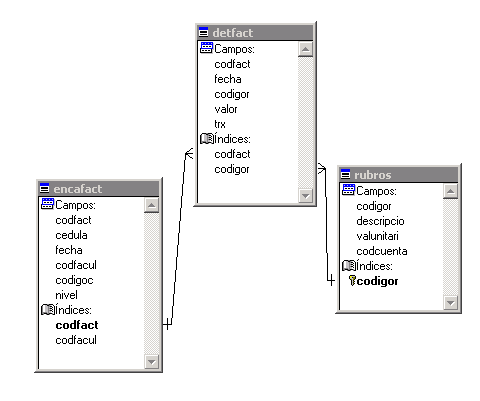 detfact
Campos:
codfact
fecha
codigor
valor
trx
Índices:
codfact
codigor
encafact
Campos:
codfact
cedula
fecha
codfacul
codigoc
nivel
Índices:
codfact
codfacul
rubros
Campos:
codigor
descripcio
valunitari
codcuenta
Índices:
codigor